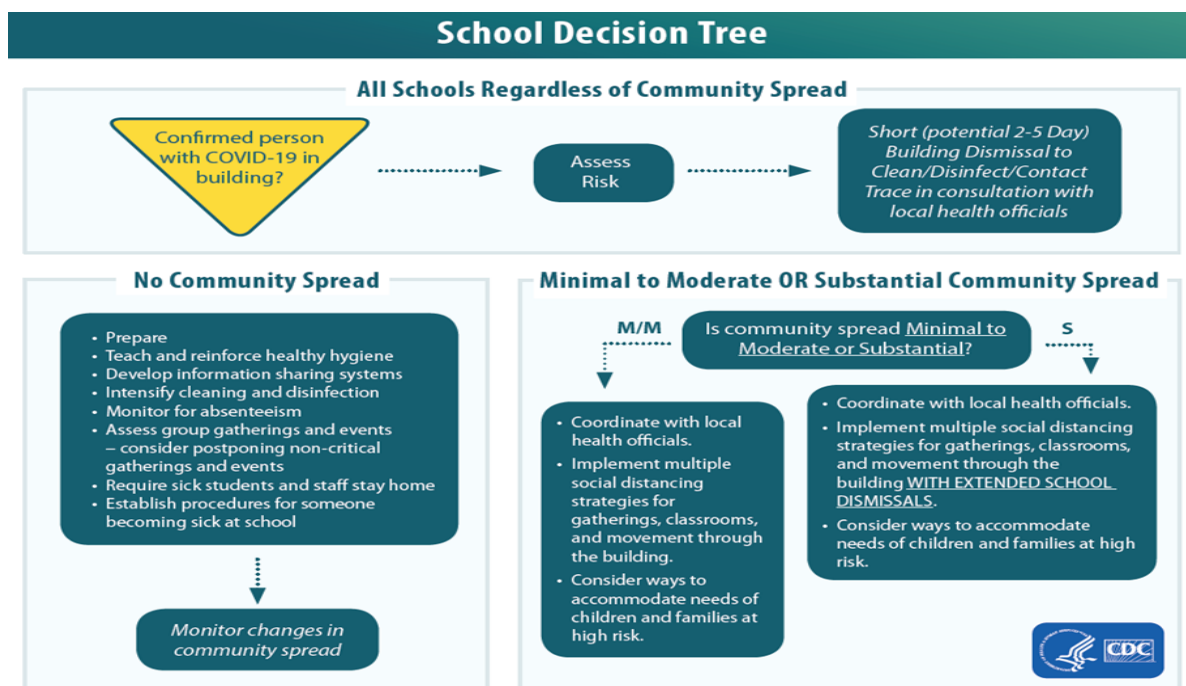 School Decision Tree
All Schools Regardless of Community Spread
Confirmed person
with COVID-19 in
building?
Assess
Risk
Short (potential 2-5 Day)
Building Dismissal to
Clean/Disinfect/Contact
Trace in consultation with
local health officials
No Community Spread
• Prepare
• Teach and reinforce healthy hygiene
• Develop information sharing systems
• Intensify cleaning and disinfection
• Monitor for absenteeism
• Assess group gatherings and events
– consider postponing non-critical
gatherings and events
• Require sick students and staff stay home
• Establish procedures for someone
becoming sick at school
Monitor changes in
community spread
Minimal to Moderate OR Substantial Community Spread
Is community spread Minimal to
Moderate or Substantial?
M/M
• Coordinate with local
health officials.
• Implement multiple
social distancing
strategies for
gatherings, classrooms,
and movement through
the building.
• Consider ways to
accommodate needs of
children and families at
high risk.
S
• Coordinate with local health officials.
• Implement multiple social distancing
strategies for gatherings, classrooms,
and movement through the
building WITH EXTENDED SCHOOL
DISMISSALS.
• Consider ways to accommodate
needs of children and families at high
risk.
CDC